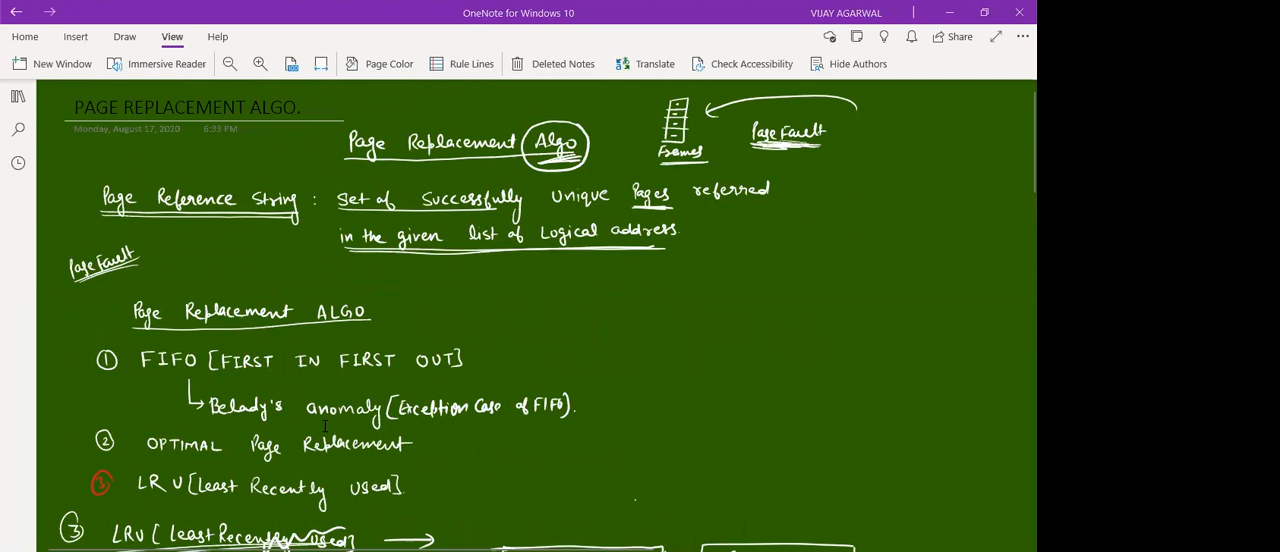 OneNote for Windows 10
VIJAY AGARWAL
Home Insert Draw View Help
Share
New Window Immersive Reader Page Color Rule Lines Deleted Notes Translate Check Accessibility Hide Authors
PAGE REPLACEMENT ALGO.
Monday, August 17, 2020 6:33 PM
Page Replacement Algo
Frames
Page Fault
Page Reference String : Set of Successfully unique Pages referred
in the given list of Logical address.
Page Fault
Page Replacement ALGO
① FIFO [FIRST IN FIRST OUT]
Belady's anomaly [Exception Case of FIFO].
② OPTIMAL Page Replacement
③ LRU [Least Recently Used].
③ LRU [Least Recently Used]